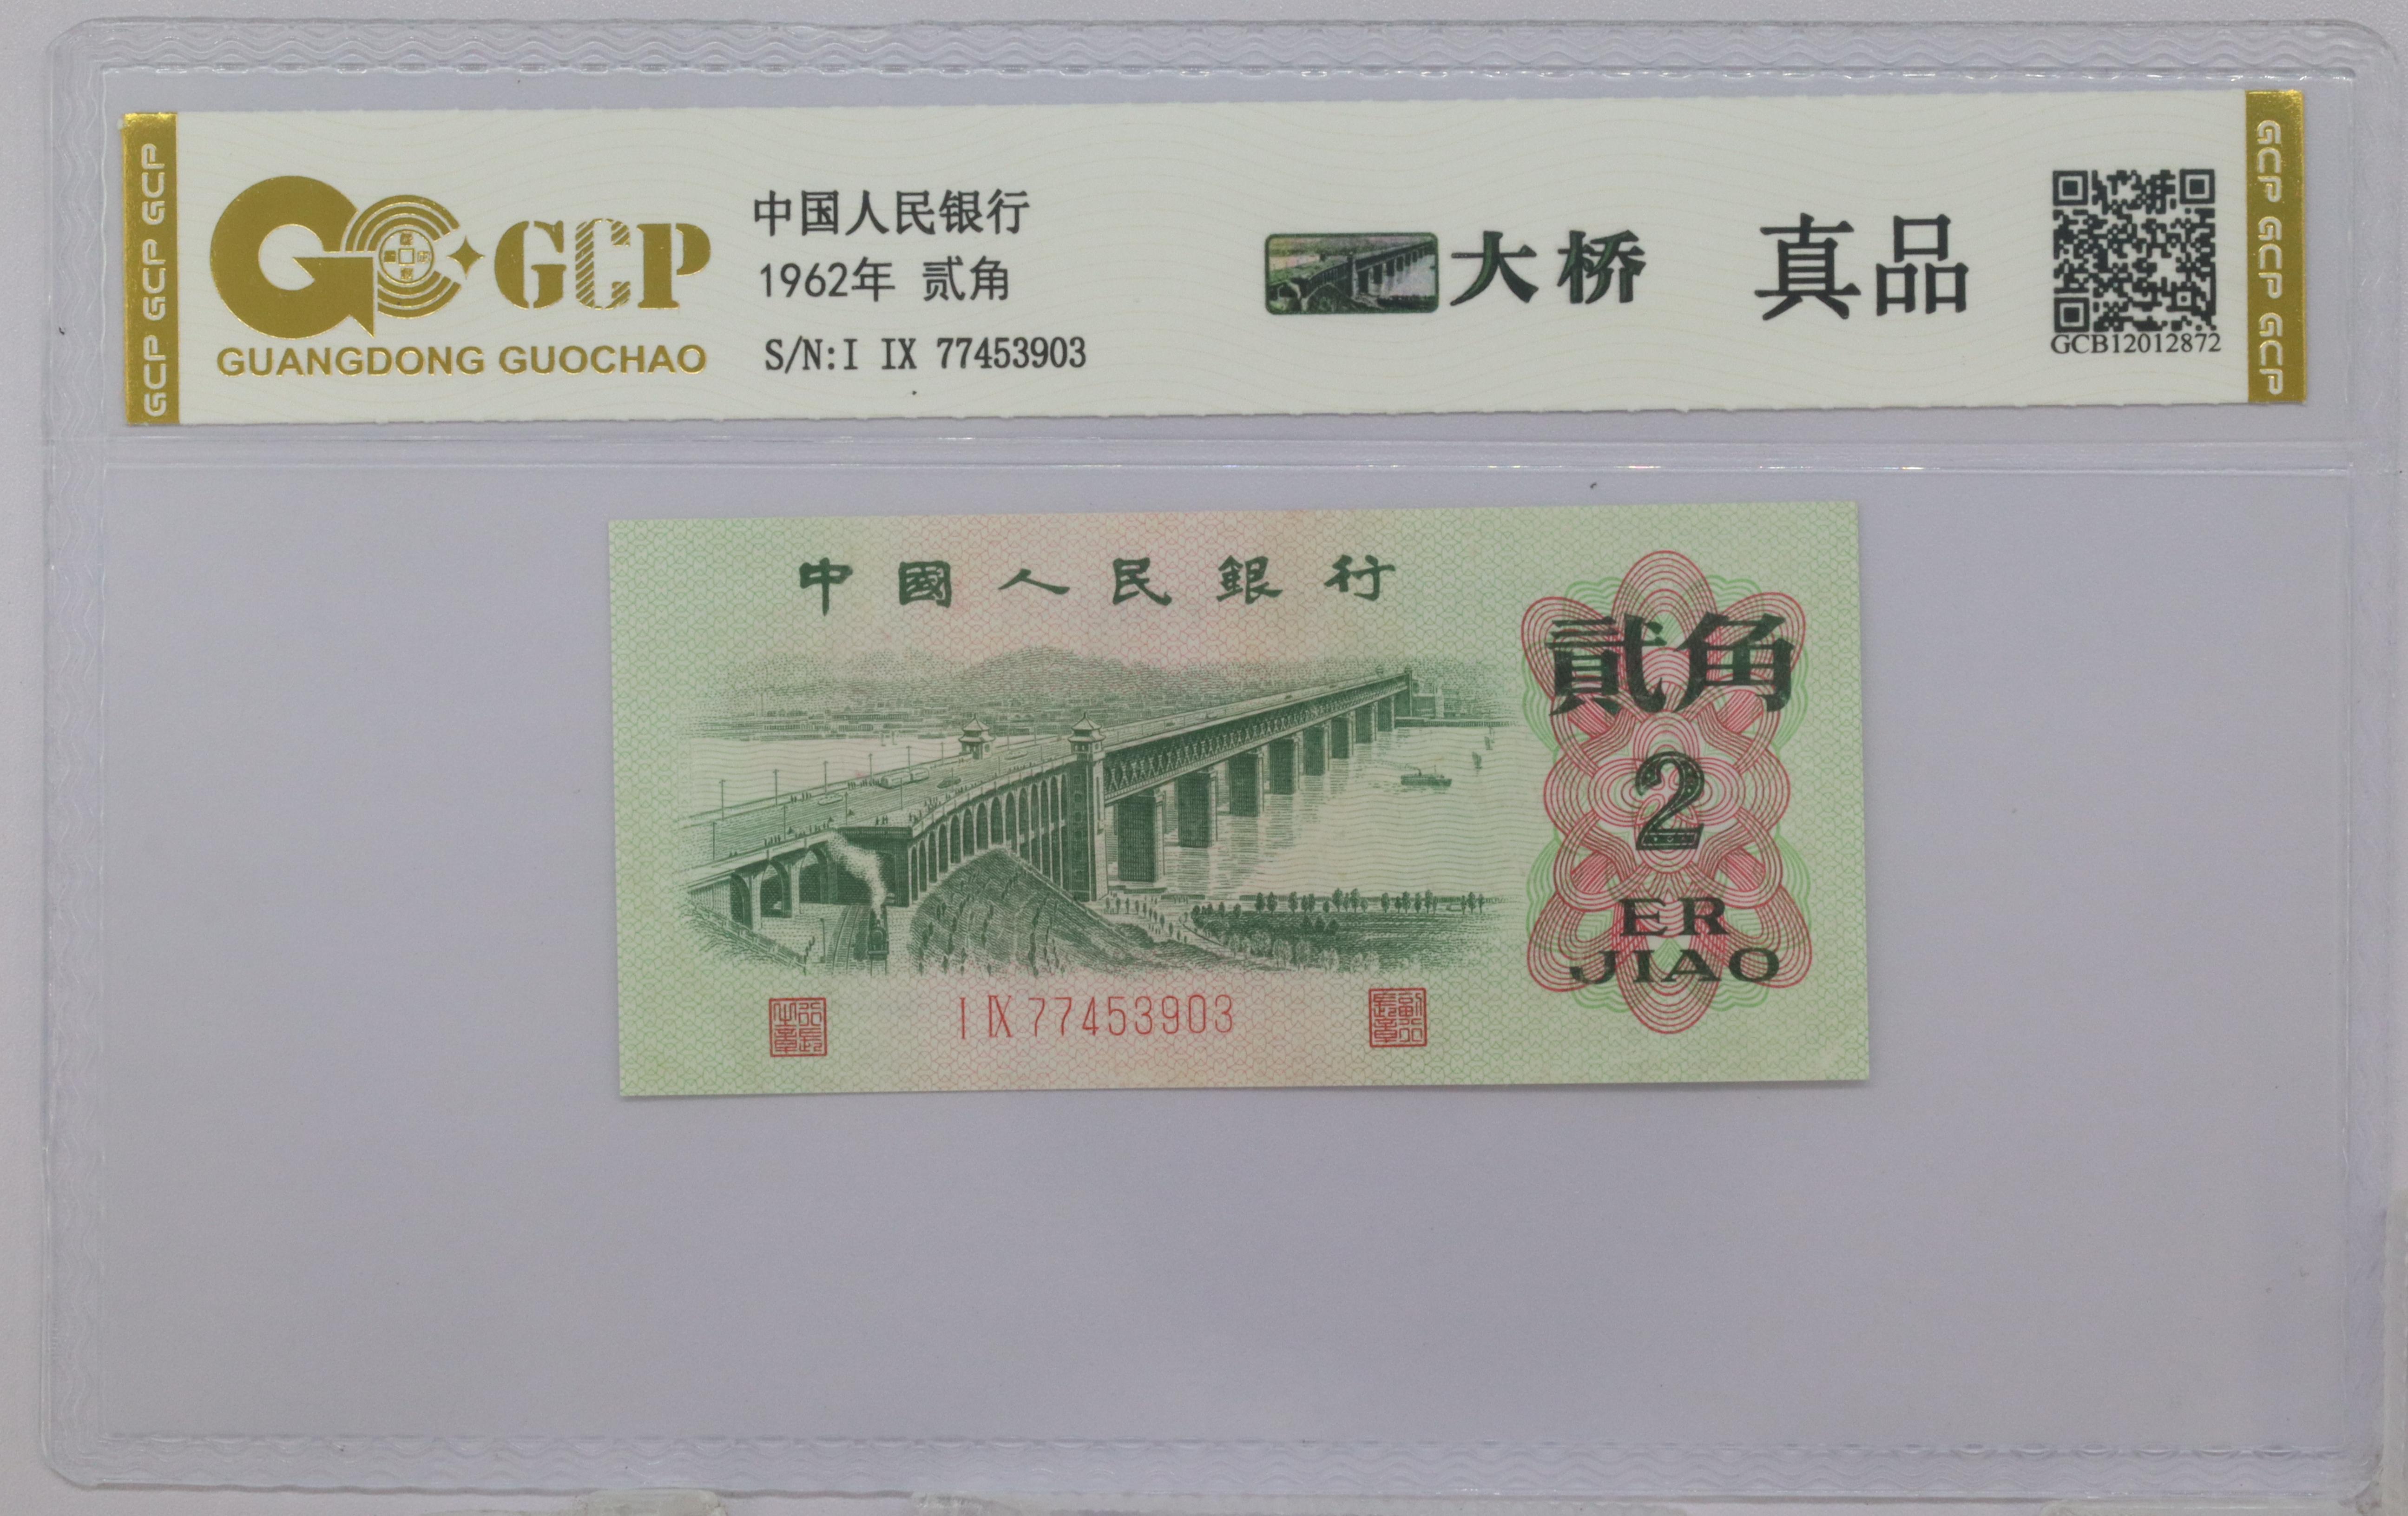 GCP GCP GCP
GCP
GUANGDONG GUOCHAO
中国人民银行
1962年 贰角
S/N:I IX 77453903
大桥
真品
GCB12012872
GCP GCP GCP
中國人民銀行
貳角
2
ER
JIAO
I IX 77453903